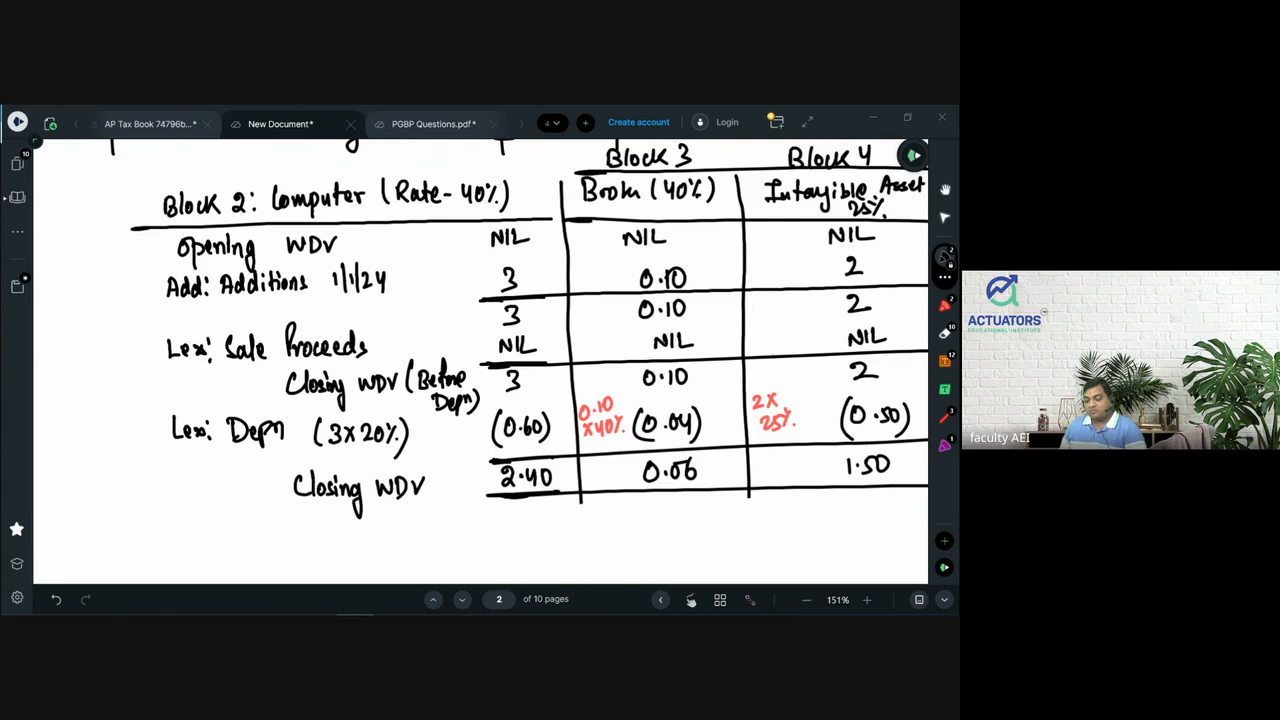 AP Tax Book 74796b...*
New Document*
PGBP Questions.pdf*
4
Create account
Login
10
Block 3
Block 4
Block 2: Computer (Rate - 40%)
Books (40%)
Intangible Asset
25%
Opening WDV NIL NIL NIL
Add: Additions 1/1/24 3 0.10 2
3 0.10 2
Less: Sale Proceeds NIL NIL NIL
Closing WDV (Before Depn) 3 0.10 2
Less: Depn (3x20%) (0.60) 0.10 x40% (0.04) 2x 25% (0.50)
Closing WDV 2.40 0.06 1.50
2 of 10 pages
151%
ACTUATORS
EDUCATIONAL INSTITUTE
faculty AEI